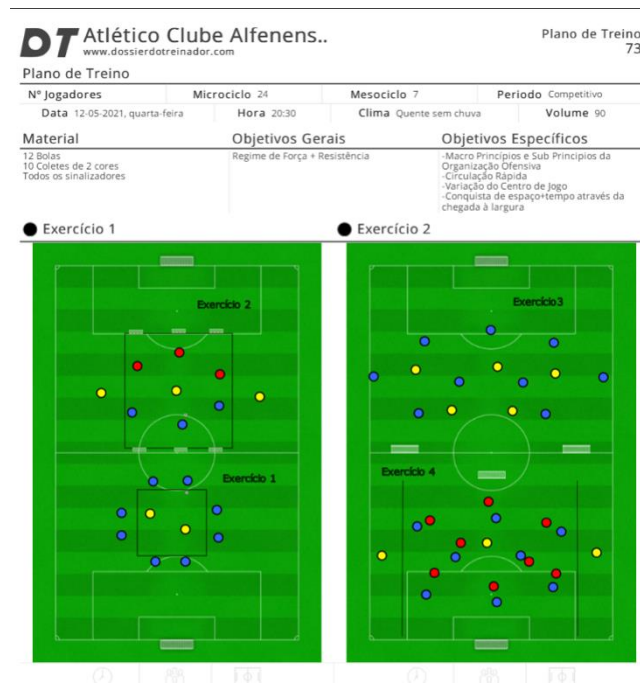 DT Atlético Clube Alfenens..
www.dossierdotreinador.com
Plano de Treino
73
Plano de Treino
Nº Jogadores Microciclo 24 Mesociclo 7 Periodo Competitivo
Data 12-05-2021, quarta-feira Hora 20:30 Clima Quente sem chuva Volume 90
Material
12 Bolas
10 Coletes de 2 cores
Todos os sinalizadores
Objetivos Gerais
Regime de Força + Resistência
Objetivos Específicos
-Macro Princípios e Sub Principios da
Organização Ofensiva
-Circulação Rápida
-Variação do Centro de Jogo
-Conquista de espaço+tempo através da
chegada à largura
Exercício 1
Exercício 2
Exercício 2
Exercício 1
Exercício3
Exercício 4